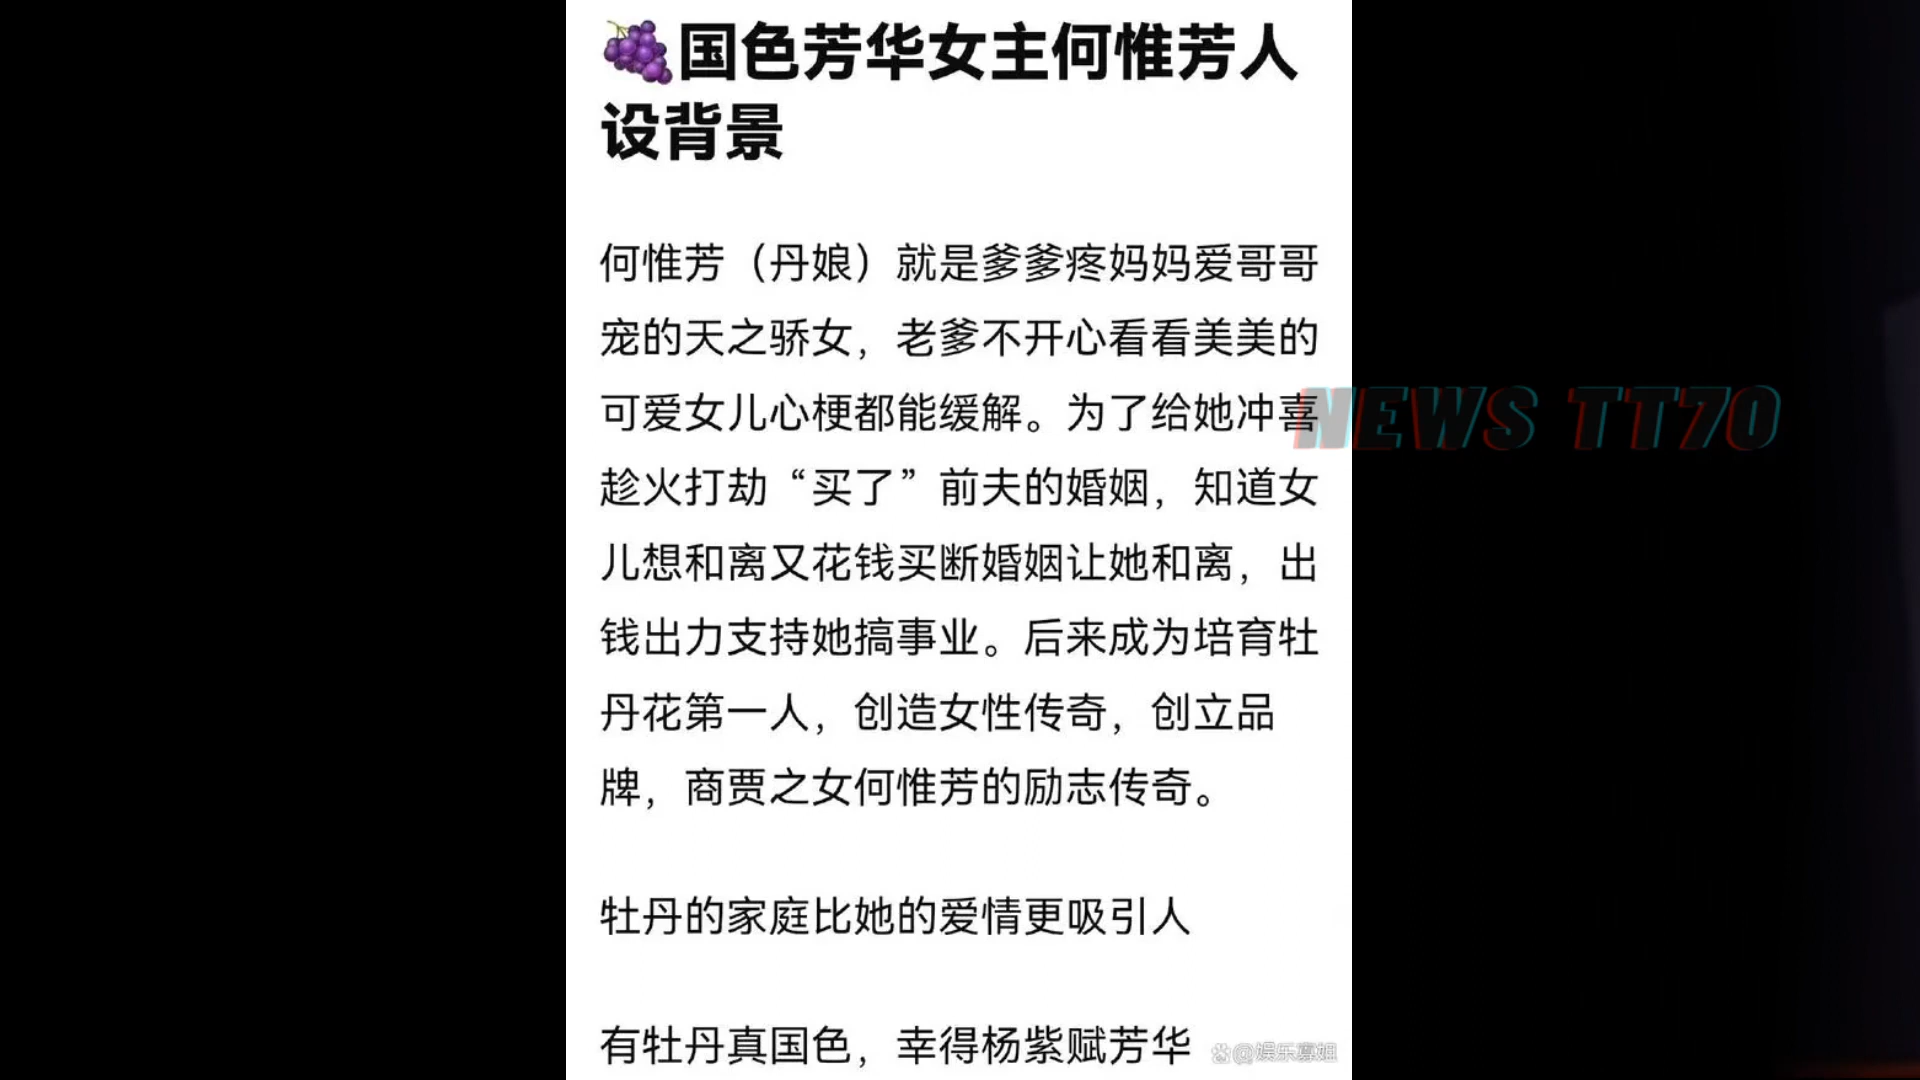 🍇国色芳华女主何惟芳人
设背景
何惟芳（丹娘）就是爹爹疼妈妈爱哥哥
宠的天之骄女，老爹不开心看看美美的
可爱女儿心梗都能缓解。为了给她冲喜
趁火打劫“买了”前夫的婚姻，知道女
儿想和离又花钱买断婚姻让她和离，出
钱出力支持她搞事业。后来成为培育牡
丹花第一人，创造女性传奇，创立品
牌，商贾之女何惟芳的励志传奇。
牡丹的家庭比她的爱情更吸引人
有牡丹真国色，幸得杨紫赋芳华
@娱乐寡姐
NEWS TT70